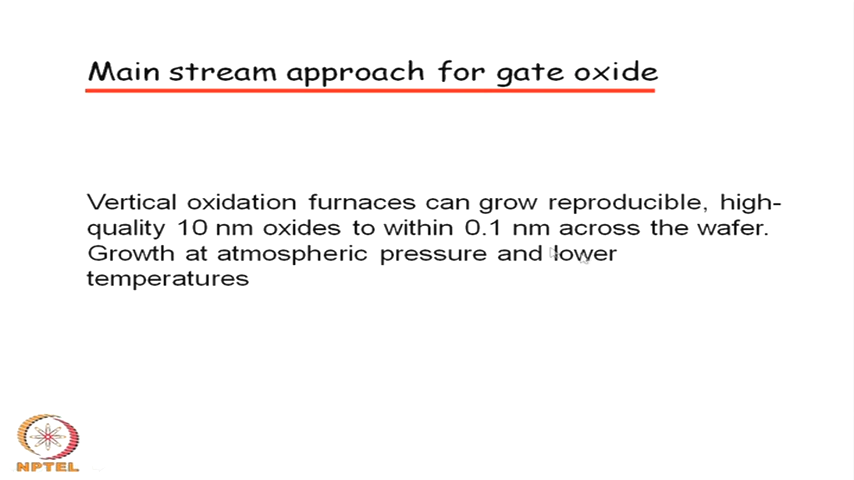 Main stream approach for gate oxide
Vertical oxidation furnaces can grow reproducible, high-
quality 10 nm oxides to within 0.1 nm across the wafer.
Growth at atmospheric pressure and lower
temperatures
NPTEL